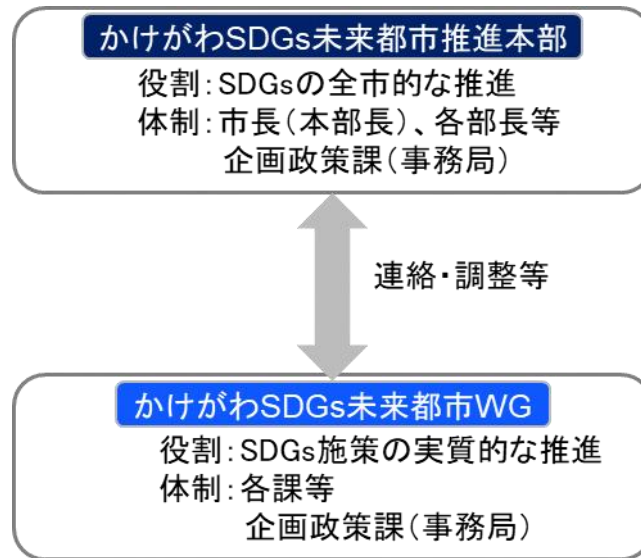 かけがわSDGs未来都市推進本部
役割：SDGsの全市的な推進
体制：市長（本部長）、各部長等
企画政策課（事務局）
連絡・調整等
かけがわSDGs未来都市WG
役割：SDGs施策の実質的な推進
体制：各課等
企画政策課（事務局）